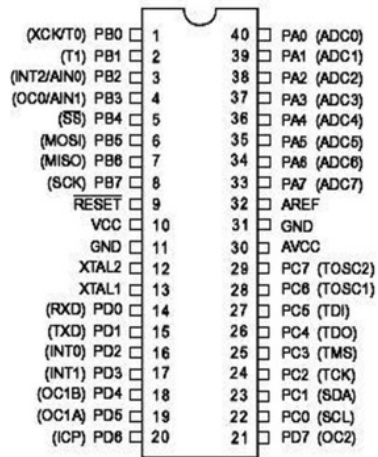 (XCK/T0) PB0 1 40 PA0 (ADC0)
(T1) PB1 2 39 PA1 (ADC1)
(INT2/AIN0) PB2 3 38 PA2 (ADC2)
(OC0/AIN1) PB3 4 37 PA3 (ADC3)
(SS) PB4 5 36 PA4 (ADC4)
(MOSI) PB5 6 35 PA5 (ADC5)
(MISO) PB6 7 34 PA6 (ADC6)
(SCK) PB7 8 33 PA7 (ADC7)
RESET 9 32 AREF
VCC 10 31 GND
GND 11 30 AVCC
XTAL2 12 29 PC7 (TOSC2)
XTAL1 13 28 PC6 (TOSC1)
(RXD) PD0 14 27 PC5 (TDI)
(TXD) PD1 15 26 PC4 (TDO)
(INT0) PD2 16 25 PC3 (TMS)
(INT1) PD3 17 24 PC2 (TCK)
(OC1B) PD4 18 23 PC1 (SDA)
(OC1A) PD5 19 22 PC0 (SCL)
(ICP) PD6 20 21 PD7 (OC2)